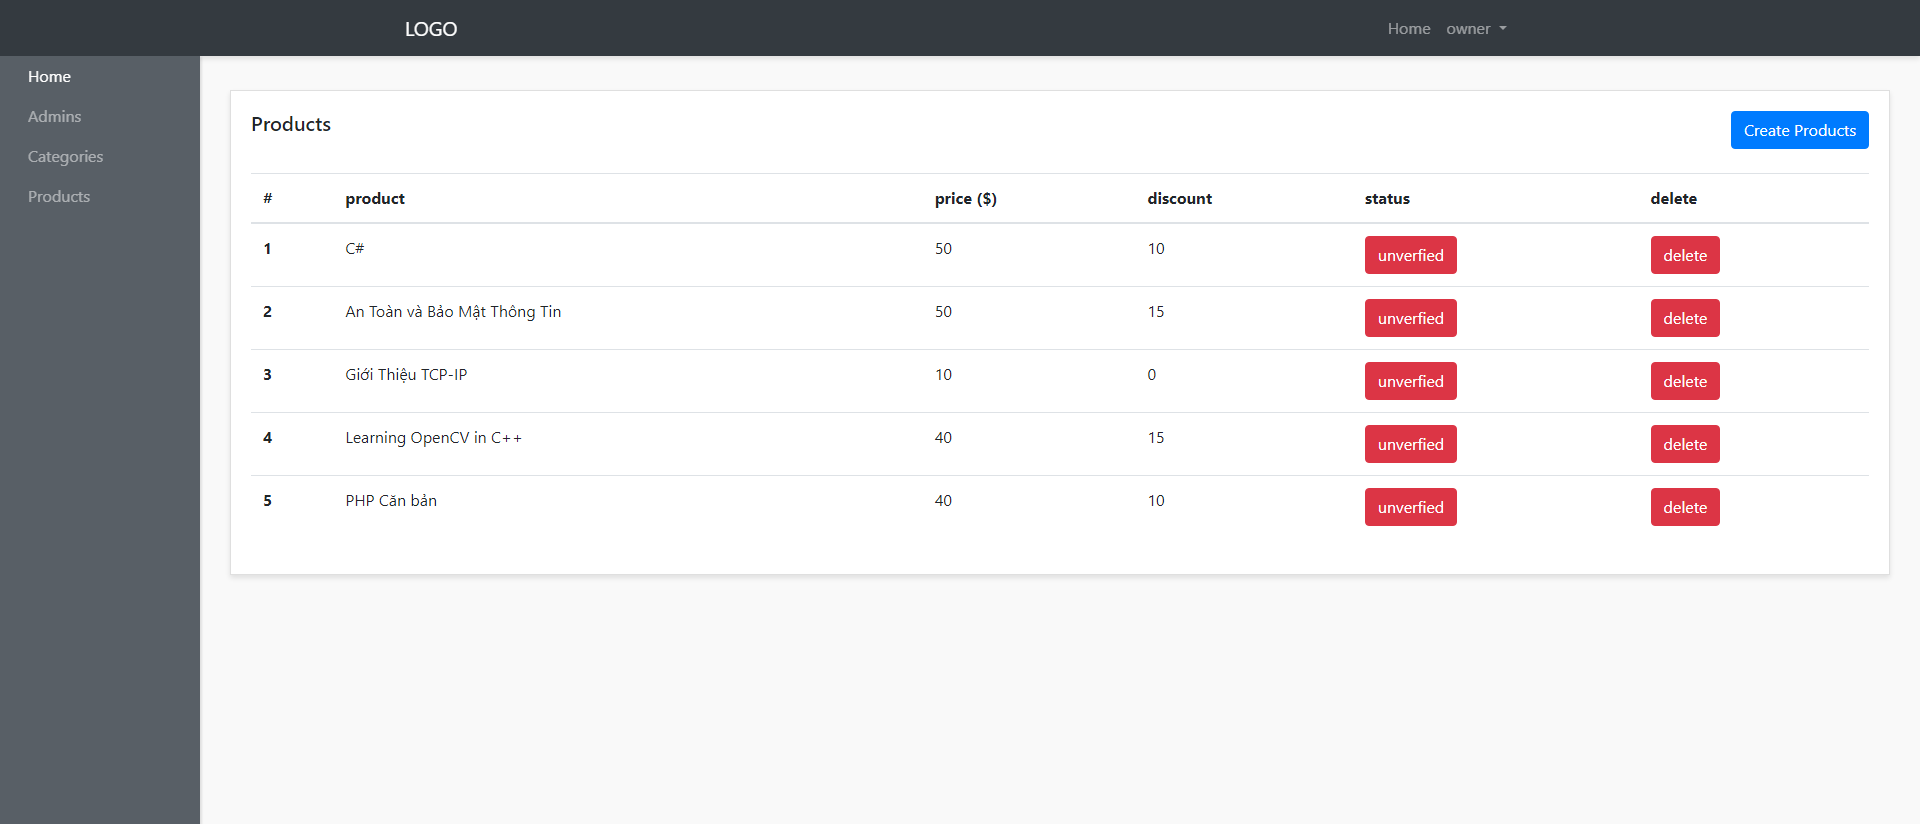 LOGO Home owner
Home
Admins
Categories
Products
Products Create Products
# product price ($) discount status delete
1 C# 50 10 unverfied delete
2 An Toàn và Bảo Mật Thông Tin 50 15 unverfied delete
3 Giới Thiệu TCP-IP 10 0 unverfied delete
4 Learning OpenCV in C++ 40 15 unverfied delete
5 PHP Căn bản 40 10 unverfied delete